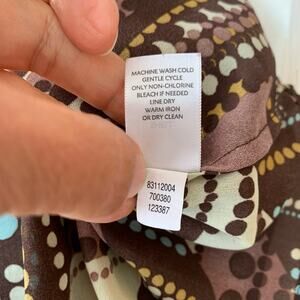 MACHINE WASH COLD
GENTLE CYCLE
ONLY NON-CHLORINE
BLEACH IF NEEDED
LINE DRY
WARM IRON
OR DRY CLEAN
83112004
700380
123387